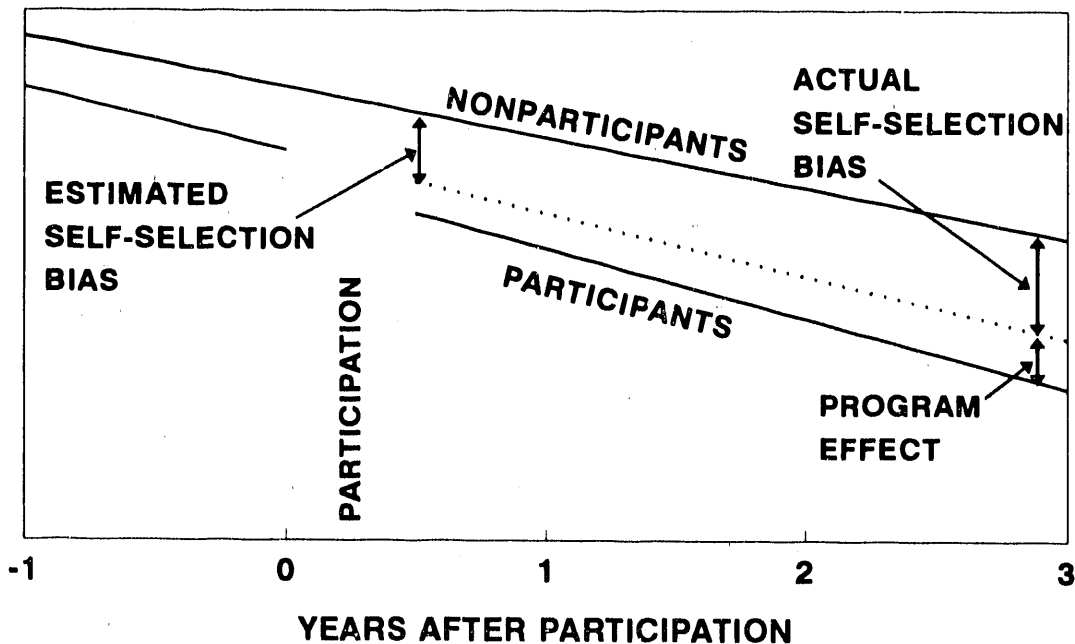 NONPARTICIPANTS
ACTUAL
SELF-SELECTION
BIAS
ESTIMATED
SELF-SELECTION
BIAS
PARTICIPATION
PARTICIPANTS
PROGRAM
EFFECT
-1 0 1 2 3
YEARS AFTER PARTICIPATION